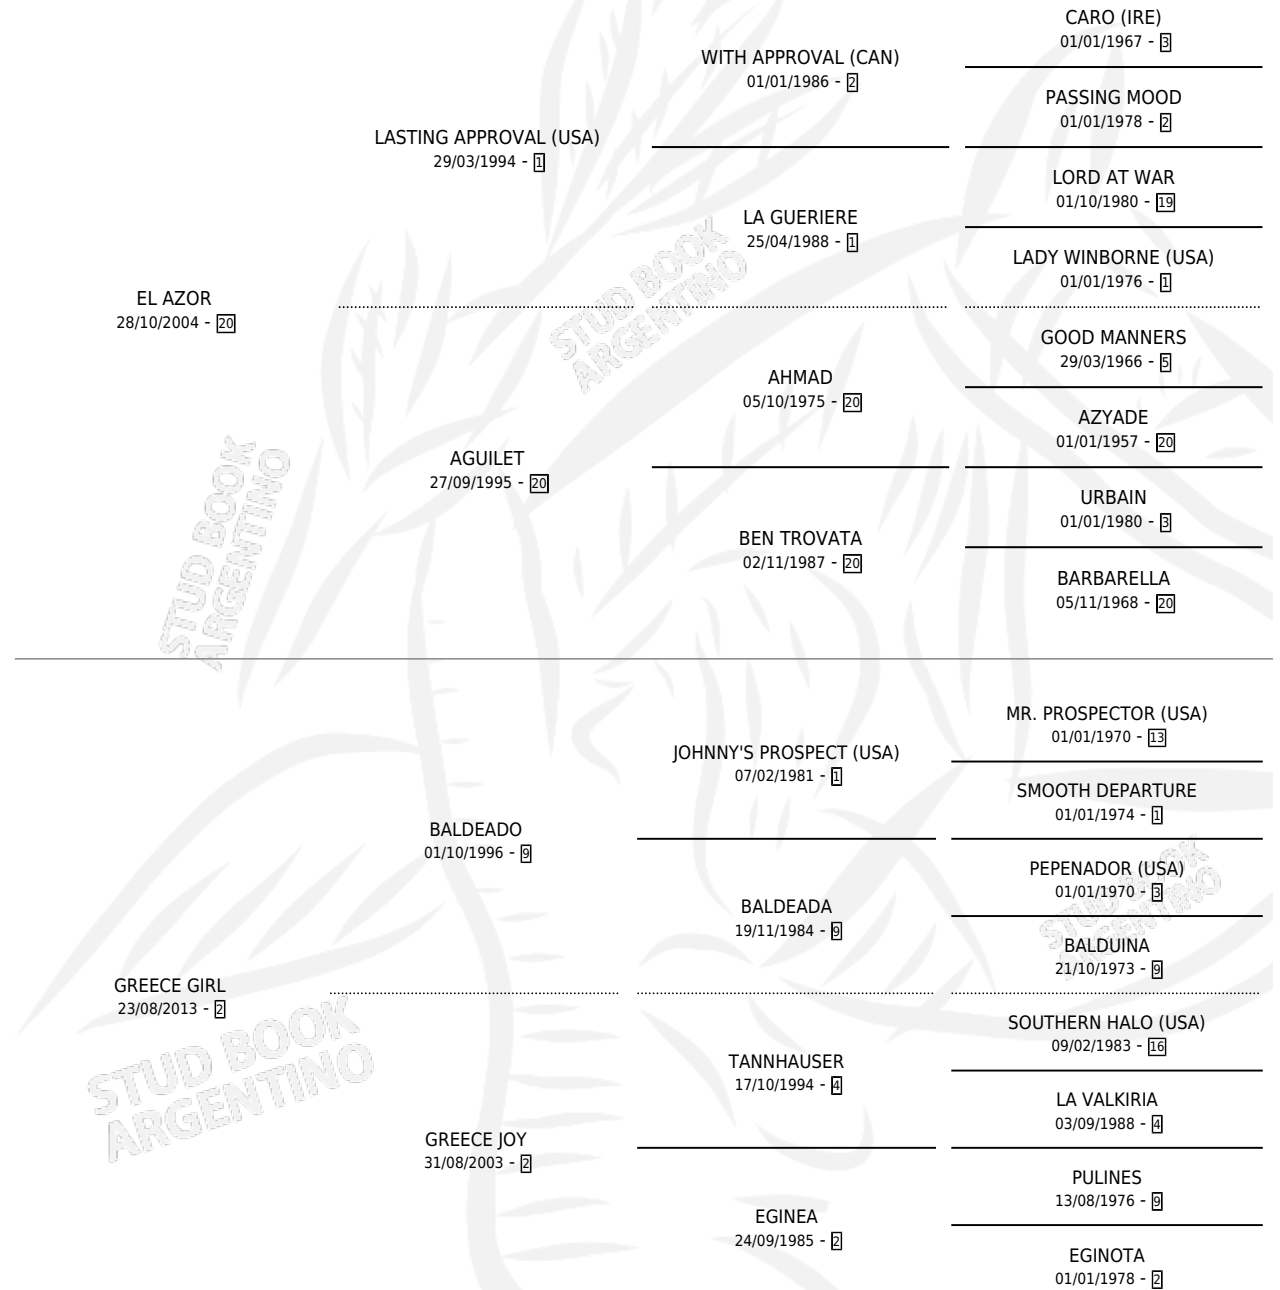 CARO (IRE)
01/01/1967 - 3
WITH APPROVAL (CAN)
01/01/1986 - 2
PASSING MOOD
01/01/1978 - 2
LASTING APPROVAL (USA)
29/03/1994 - 1
LORD AT WAR
01/10/1980 - 19
LA GUERIERE
25/04/1988 - 1
LADY WINBORNE (USA)
01/01/1976 - 1
EL AZOR
28/10/2004 - 20
STUD BOOK
ARGENTINO
GOOD MANNERS
29/03/1966 - 5
AHMAD
05/10/1975 - 20
AZYADE
01/01/1957 - 20
AGUILET
27/09/1995 - 20
URBAIN
01/01/1980 - 3
BEN TROVATA
02/11/1987 - 20
BARBARELLA
05/11/1968 - 20
STUD BOOK
ARGENTINO
MR. PROSPECTOR (USA)
01/01/1970 - 13
JOHNNY'S PROSPECT (USA)
07/02/1981 - 1
SMOOTH DEPARTURE
01/01/1974 - 1
BALDEADO
01/10/1996 - 9
PEPENADOR (USA)
01/01/1970 - 3
BALDEADA
19/11/1984 - 9
STUD BOOK
ARGENTINO
BALDUINA
21/10/1973 - 9
GREECE GIRL
23/08/2013 - 2
STUD BOOK
ARGENTINO
SOUTHERN HALO (USA)
09/02/1983 - 16
TANNHAUSER
17/10/1994 - 4
LA VALKIRIA
03/09/1988 - 4
GREECE JOY
31/08/2003 - 2
PULINES
13/08/1976 - 9
EGINEA
24/09/1985 - 2
EGINOTA
01/01/1978 - 2